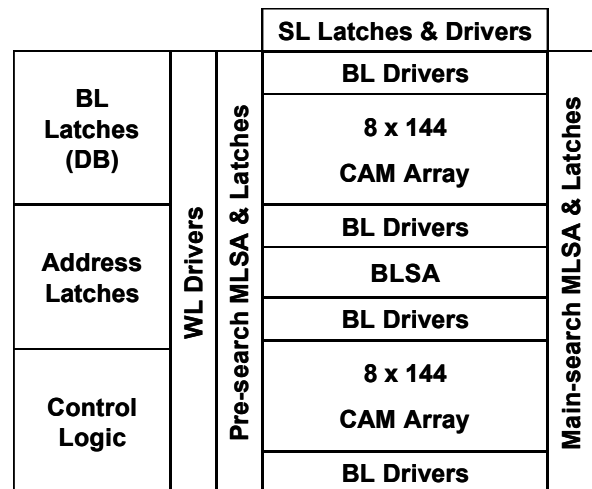 SL Latches & Drivers
BL
Latches
(DB)
Address
Latches
Control
Logic
WL Drivers
Pre-search MLSA & Latches
BL Drivers
8 x 144
CAM Array
BL Drivers
BLSA
BL Drivers
8 x 144
CAM Array
BL Drivers
Main-search MLSA & Latches